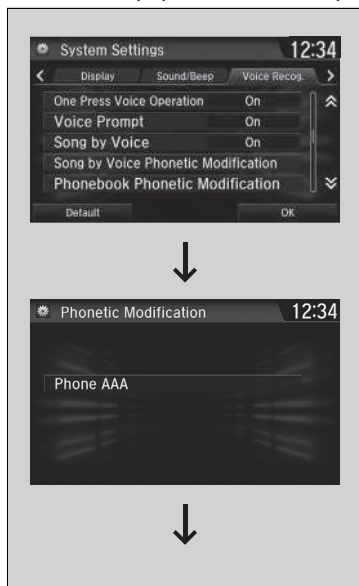 System Settings 12:34
Display Sound/Beep Voice Recog.
One Press Voice Operation On
Voice Prompt On
Song by Voice On
Song by Voice Phonetic Modification
Phonebook Phonetic Modification
Default OK
Phonetic Modification 12:34
Phone AAA